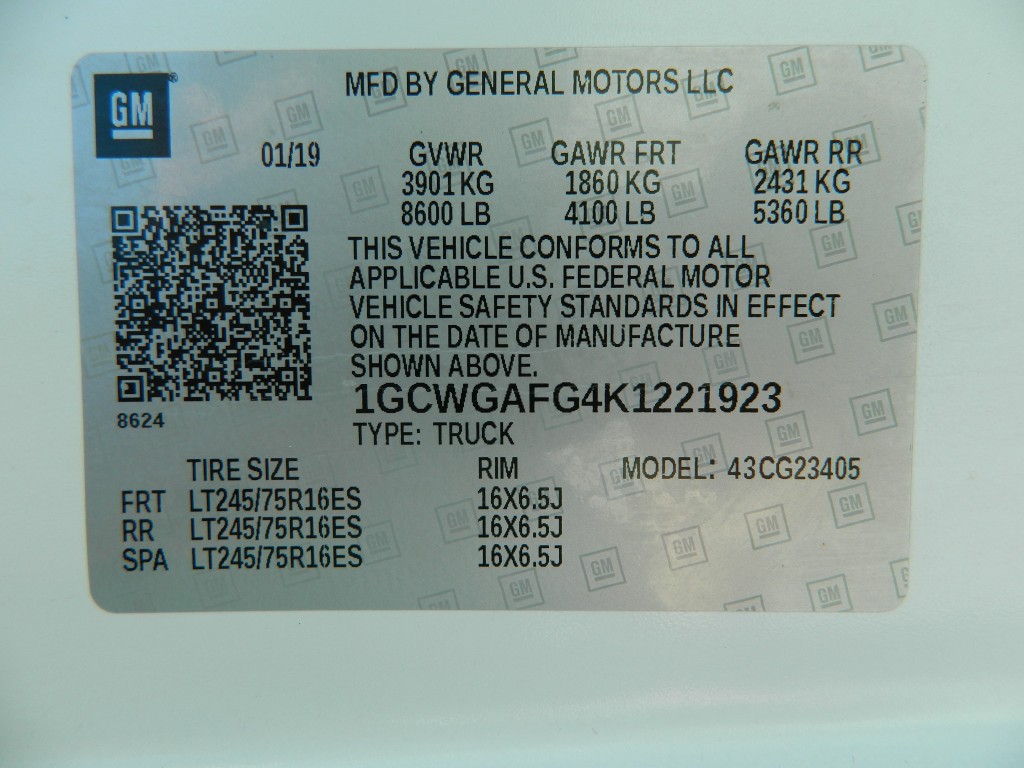 GM
MFD BY GENERAL MOTORS LLC
01/19 GVWR GAWR FRT GAWR RR
3901 KG 1860 KG 2431 KG
8600 LB 4100 LB 5360 LB
THIS VEHICLE CONFORMS TO ALL
APPLICABLE U.S. FEDERAL MOTOR
VEHICLE SAFETY STANDARDS IN EFFECT
ON THE DATE OF MANUFACTURE
SHOWN ABOVE.
1GCWGAFG4K1221923
8624
TYPE: TRUCK
TIRE SIZE RIM MODEL: 43CG23405
FRT LT245/75R16ES 16X6.5J
RR LT245/75R16ES 16X6.5J
SPA LT245/75R16ES 16X6.5J